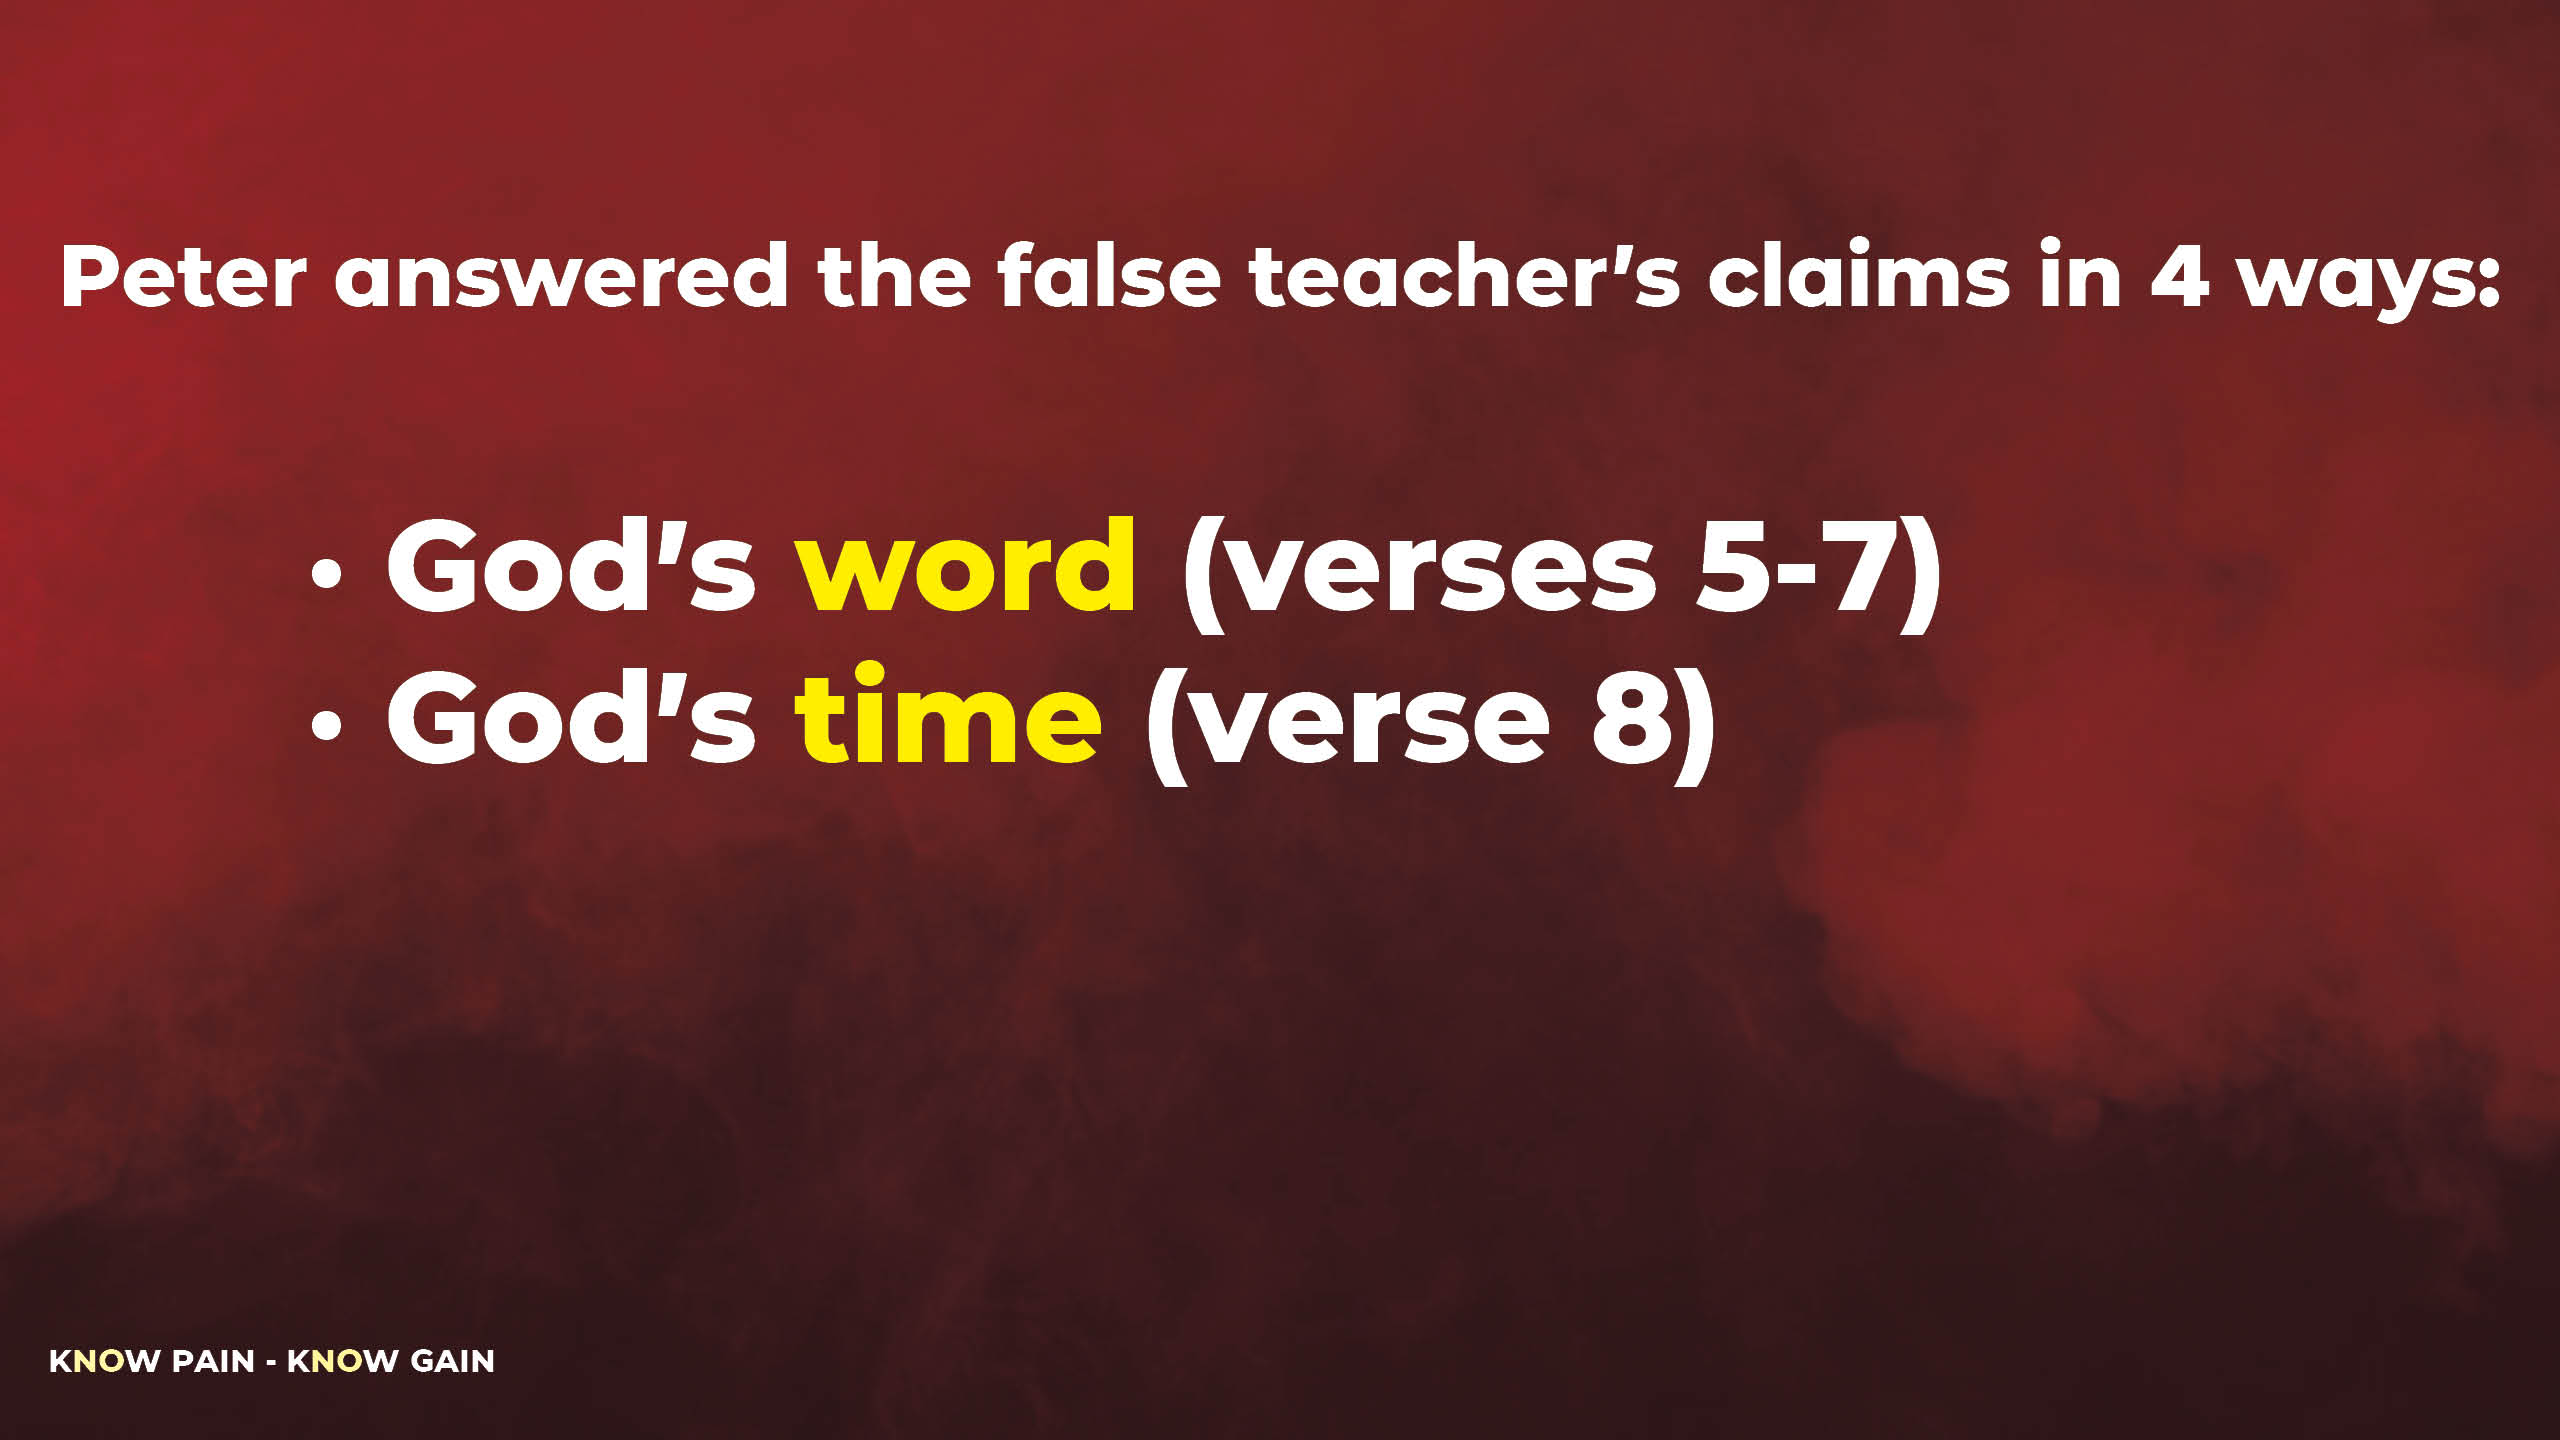 Peter answered the false teacher’s claims in 4 ways:
• God’s word (verses 5-7)
• God’s time (verse 8)
KNOW PAIN - KNOW GAIN